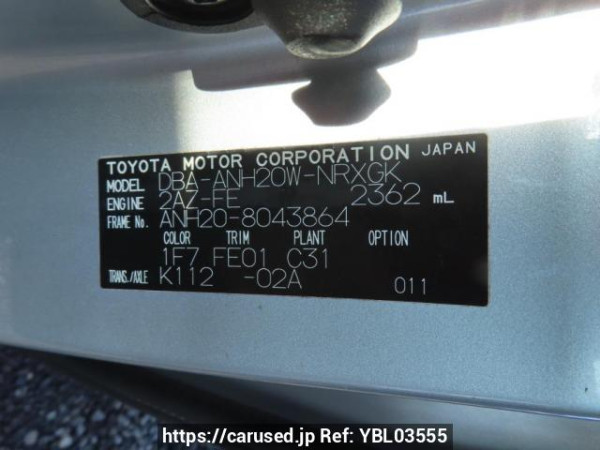 TOYOTA MOTOR CORPORATION JAPAN
MODEL DBA-ANH20W-NRXGK
ENGINE 2AZ-FE 2362 mL
FRAME No. ANH20-8043864
COLOR TRIM PLANT OPTION
1F7 FE01 C31
TRANS./AXLE K112 -02A 011
https://carused.jp Ref: YBL03555